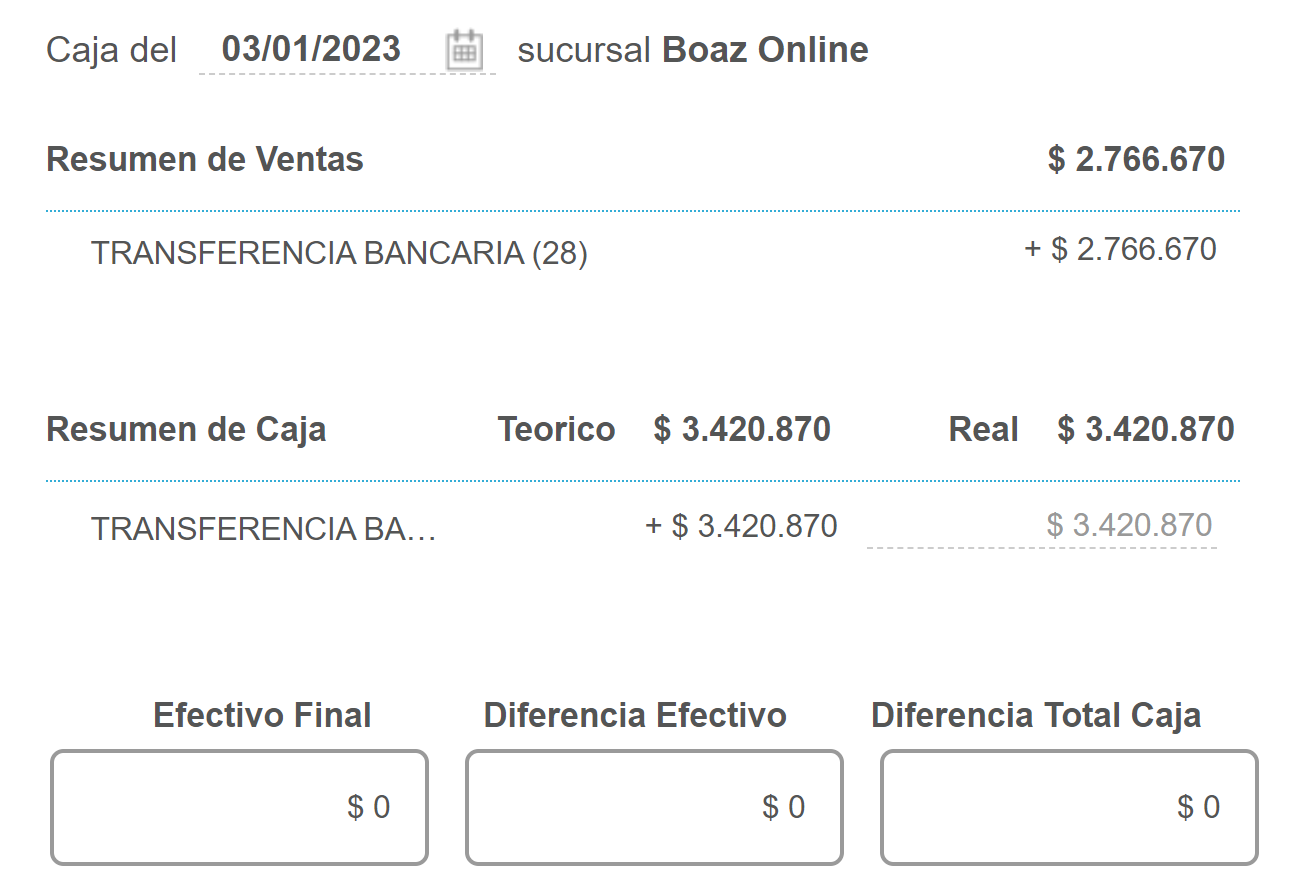 Caja del 03/01/2023 sucursal Boaz Online
Resumen de Ventas $ 2.766.670
TRANSFERENCIA BANCARIA (28) + $ 2.766.670
Resumen de Caja Teorico $ 3.420.870 Real $ 3.420.870
TRANSFERENCIA BA… + $ 3.420.870 $ 3.420.870
Efectivo Final Diferencia Efectivo Diferencia Total Caja
$ 0 $ 0 $ 0